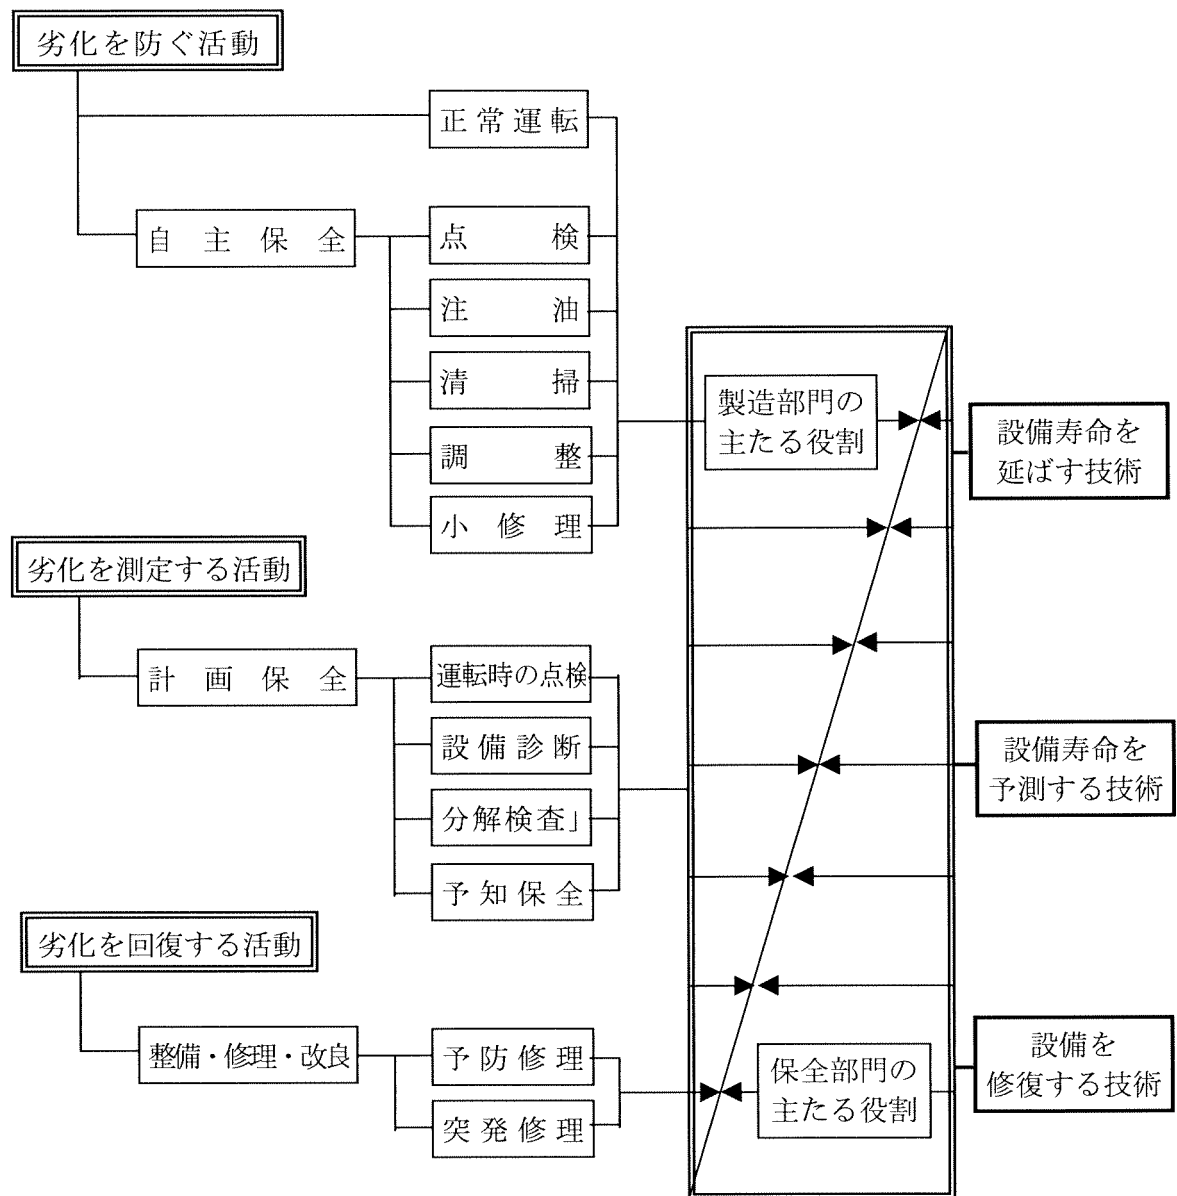 劣化を防ぐ活動
正常運転
自主保全
点検
注油
清掃
調整
小修理
製造部門の
主たる役割
設備寿命を
延ばす技術
劣化を測定する活動
計画保全
運転時の点検
設備診断
分解検査」
予知保全
設備寿命を
予測する技術
劣化を回復する活動
整備・修理・改良
予防修理
突発修理
保全部門の
主たる役割
設備を
修復する技術